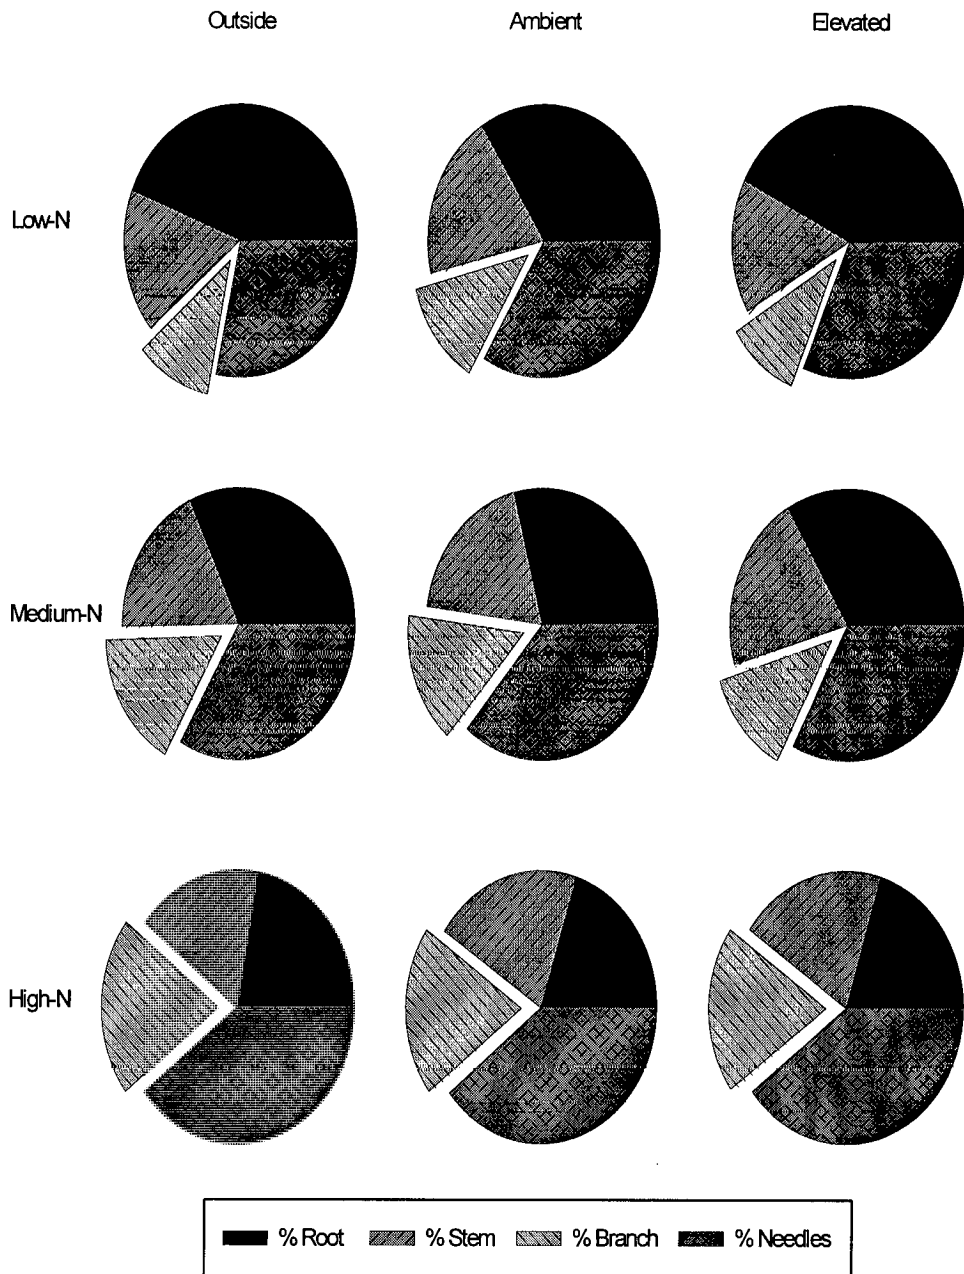 Outside Ambient Elevated
Low-N
Medium-N
High-N
% Root % Stem % Branch % Needles